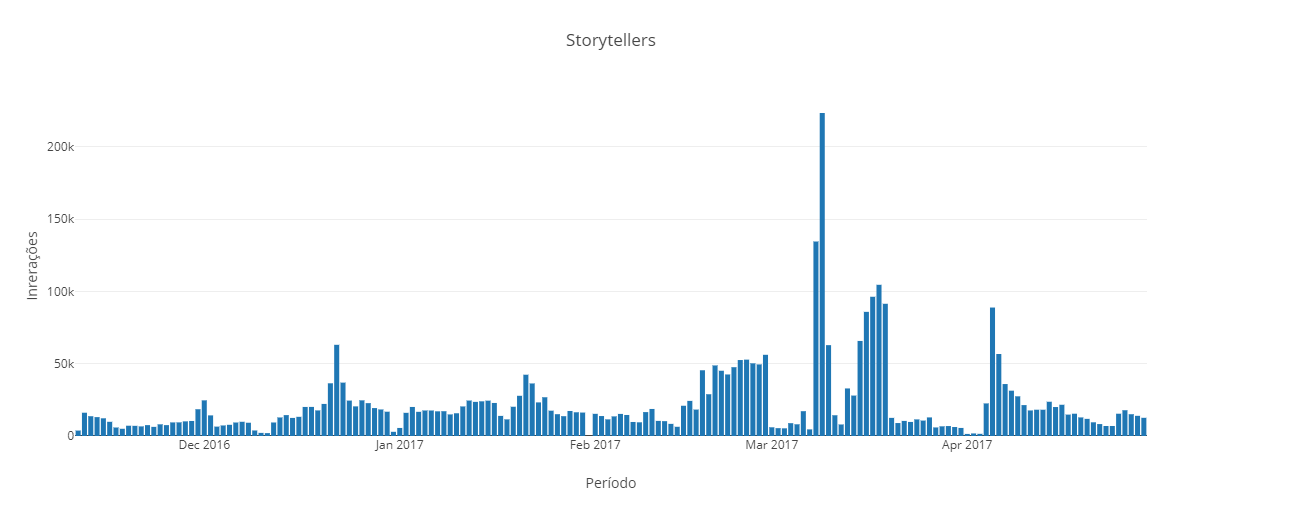 Storytellers
200k
150k
100k
50k
0
Inrerações
Dec 2016
Jan 2017
Feb 2017
Mar 2017
Apr 2017
Período